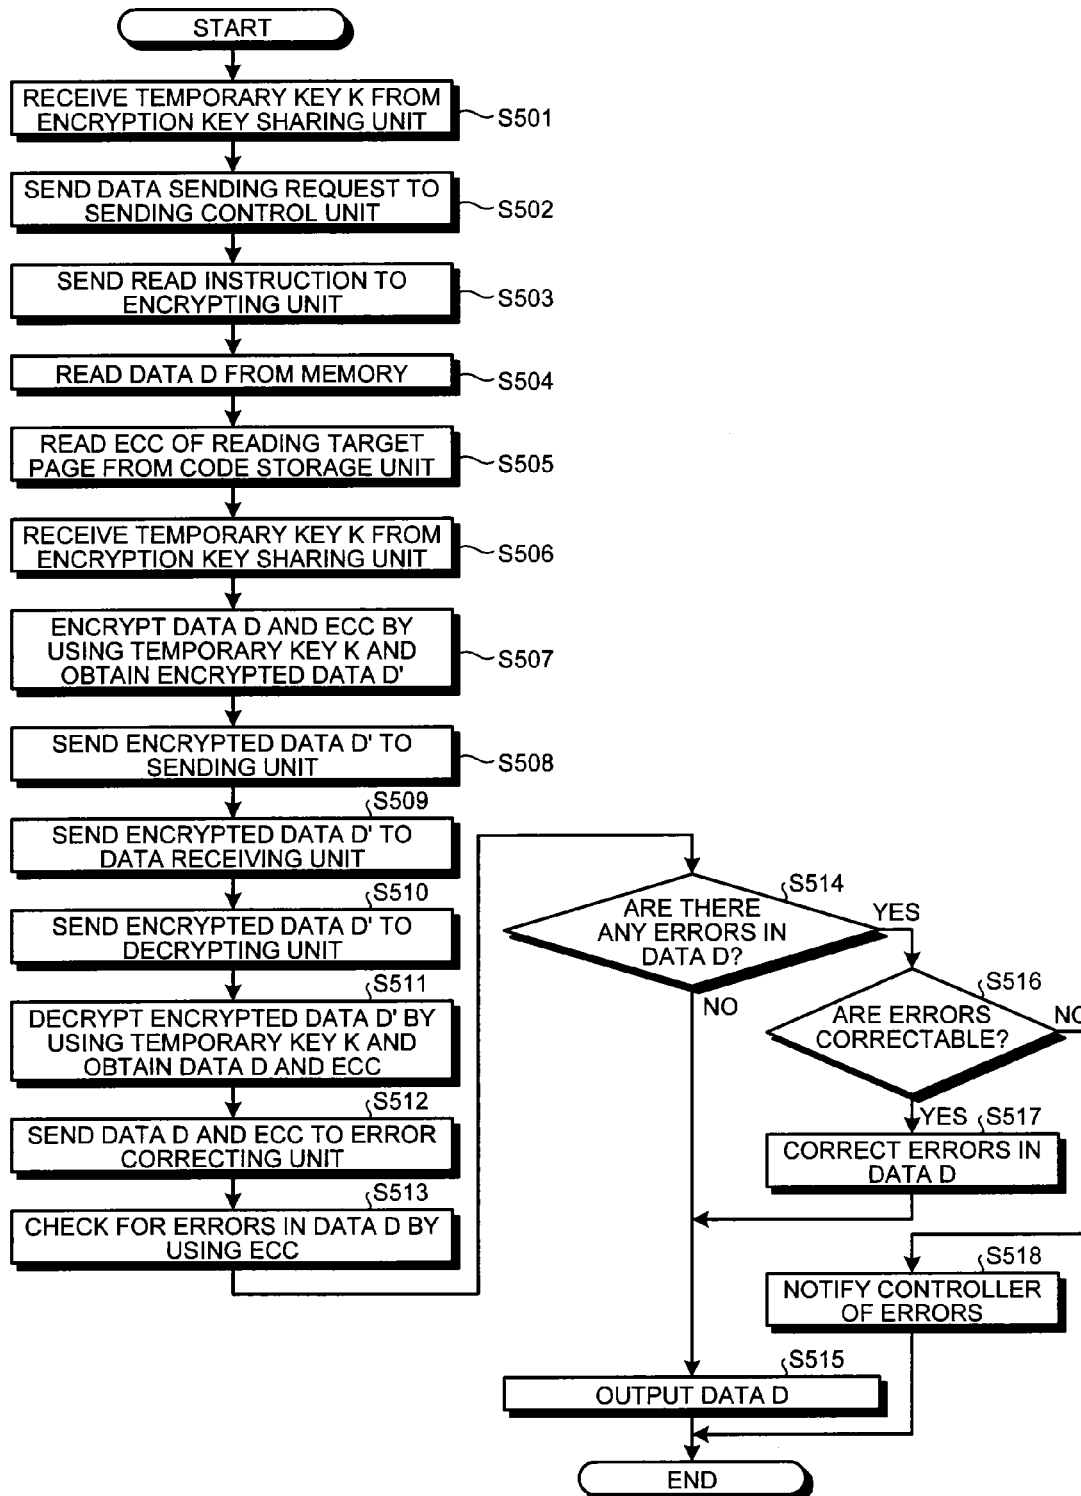 START
RECEIVE TEMPORARY KEY K FROM
ENCRYPTION KEY SHARING UNIT
S501
SEND DATA SENDING REQUEST TO
SENDING CONTROL UNIT
S502
SEND READ INSTRUCTION TO
ENCRYPTING UNIT
S503
READ DATA D FROM MEMORY
S504
READ ECC OF READING TARGET
PAGE FROM CODE STORAGE UNIT
S505
RECEIVE TEMPORARY KEY K FROM
ENCRYPTION KEY SHARING UNIT
S506
ENCRYPT DATA D AND ECC BY
USING TEMPORARY KEY K AND
OBTAIN ENCRYPTED DATA D'
S507
SEND ENCRYPTED DATA D' TO
SENDING UNIT
S508
S509
SEND ENCRYPTED DATA D' TO
DATA RECEIVING UNIT
S510
SEND ENCRYPTED DATA D' TO
DECRYPTING UNIT
S511
DECRYPT ENCRYPTED DATA D' BY
USING TEMPORARY KEY K AND
OBTAIN DATA D AND ECC
S512
SEND DATA D AND ECC TO ERROR
CORRECTING UNIT
S513
CHECK FOR ERRORS IN DATA D BY
USING ECC
S514
ARE THERE
ANY ERRORS IN
DATA D?
YES
NO
S516
ARE ERRORS
CORRECTABLE?
NO
YES
S517
CORRECT ERRORS IN
DATA D
S518
NOTIFY CONTROLLER
OF ERRORS
S515
OUTPUT DATA D
END